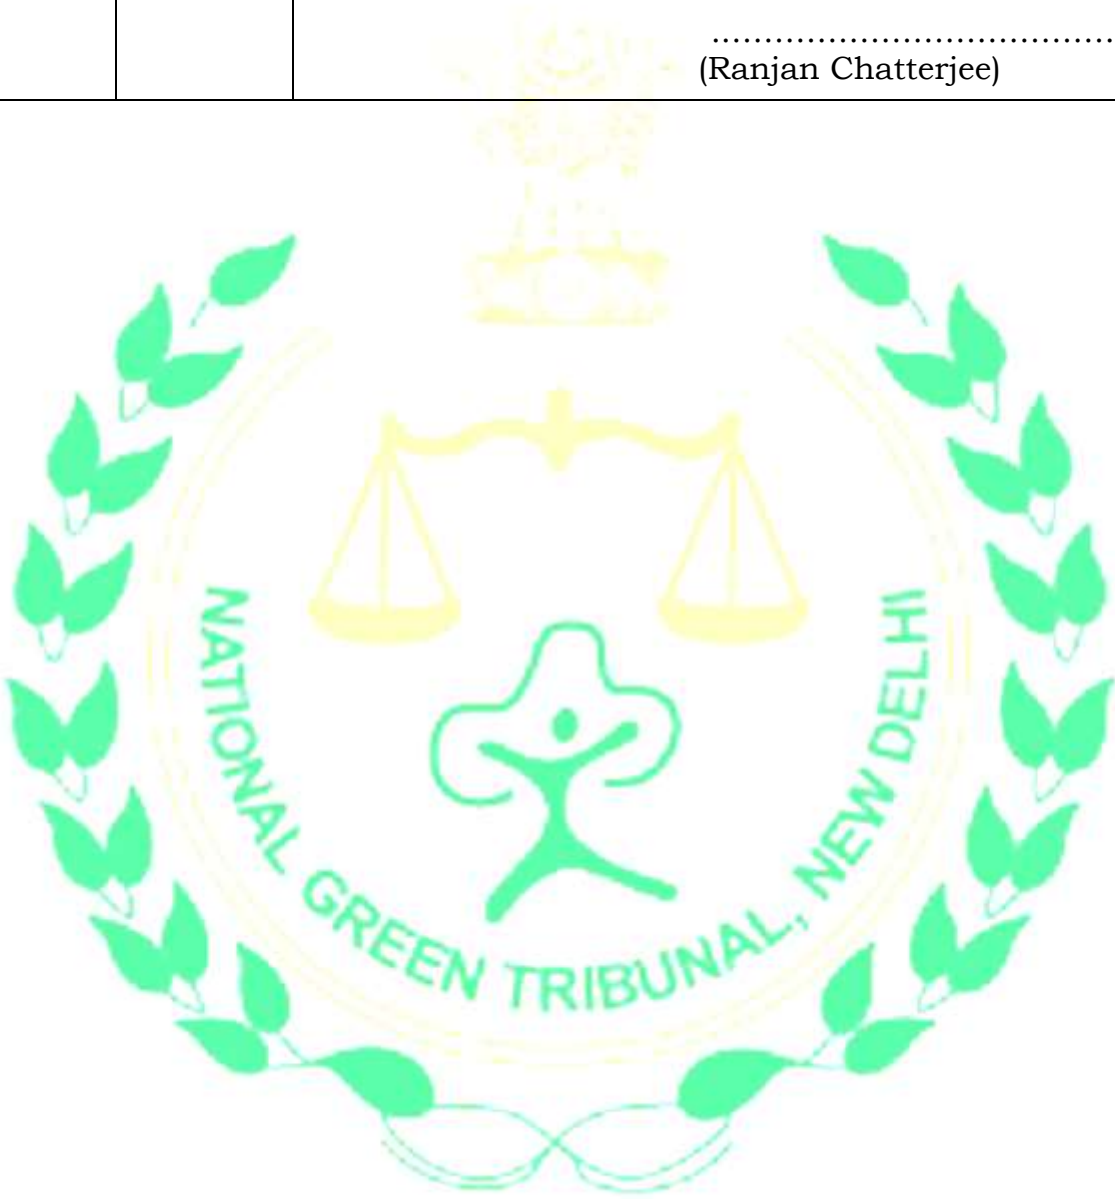 ......................................
(Ranjan Chatterjee)
NATIONAL GREEN TRIBUNAL, NEW DELHI